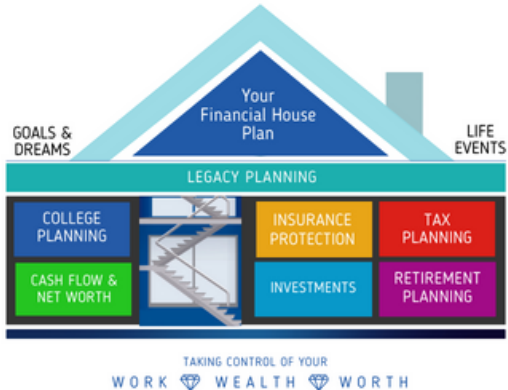 Your
Financial House
Plan
GOALS &
DREAMS
LIFE
EVENTS
LEGACY PLANNING
COLLEGE
PLANNING
INSURANCE
PROTECTION
TAX
PLANNING
CASH FLOW &
NET WORTH
INVESTMENTS
RETIREMENT
PLANNING
TAKING CONTROL OF YOUR
WORK WEALTH WORTH